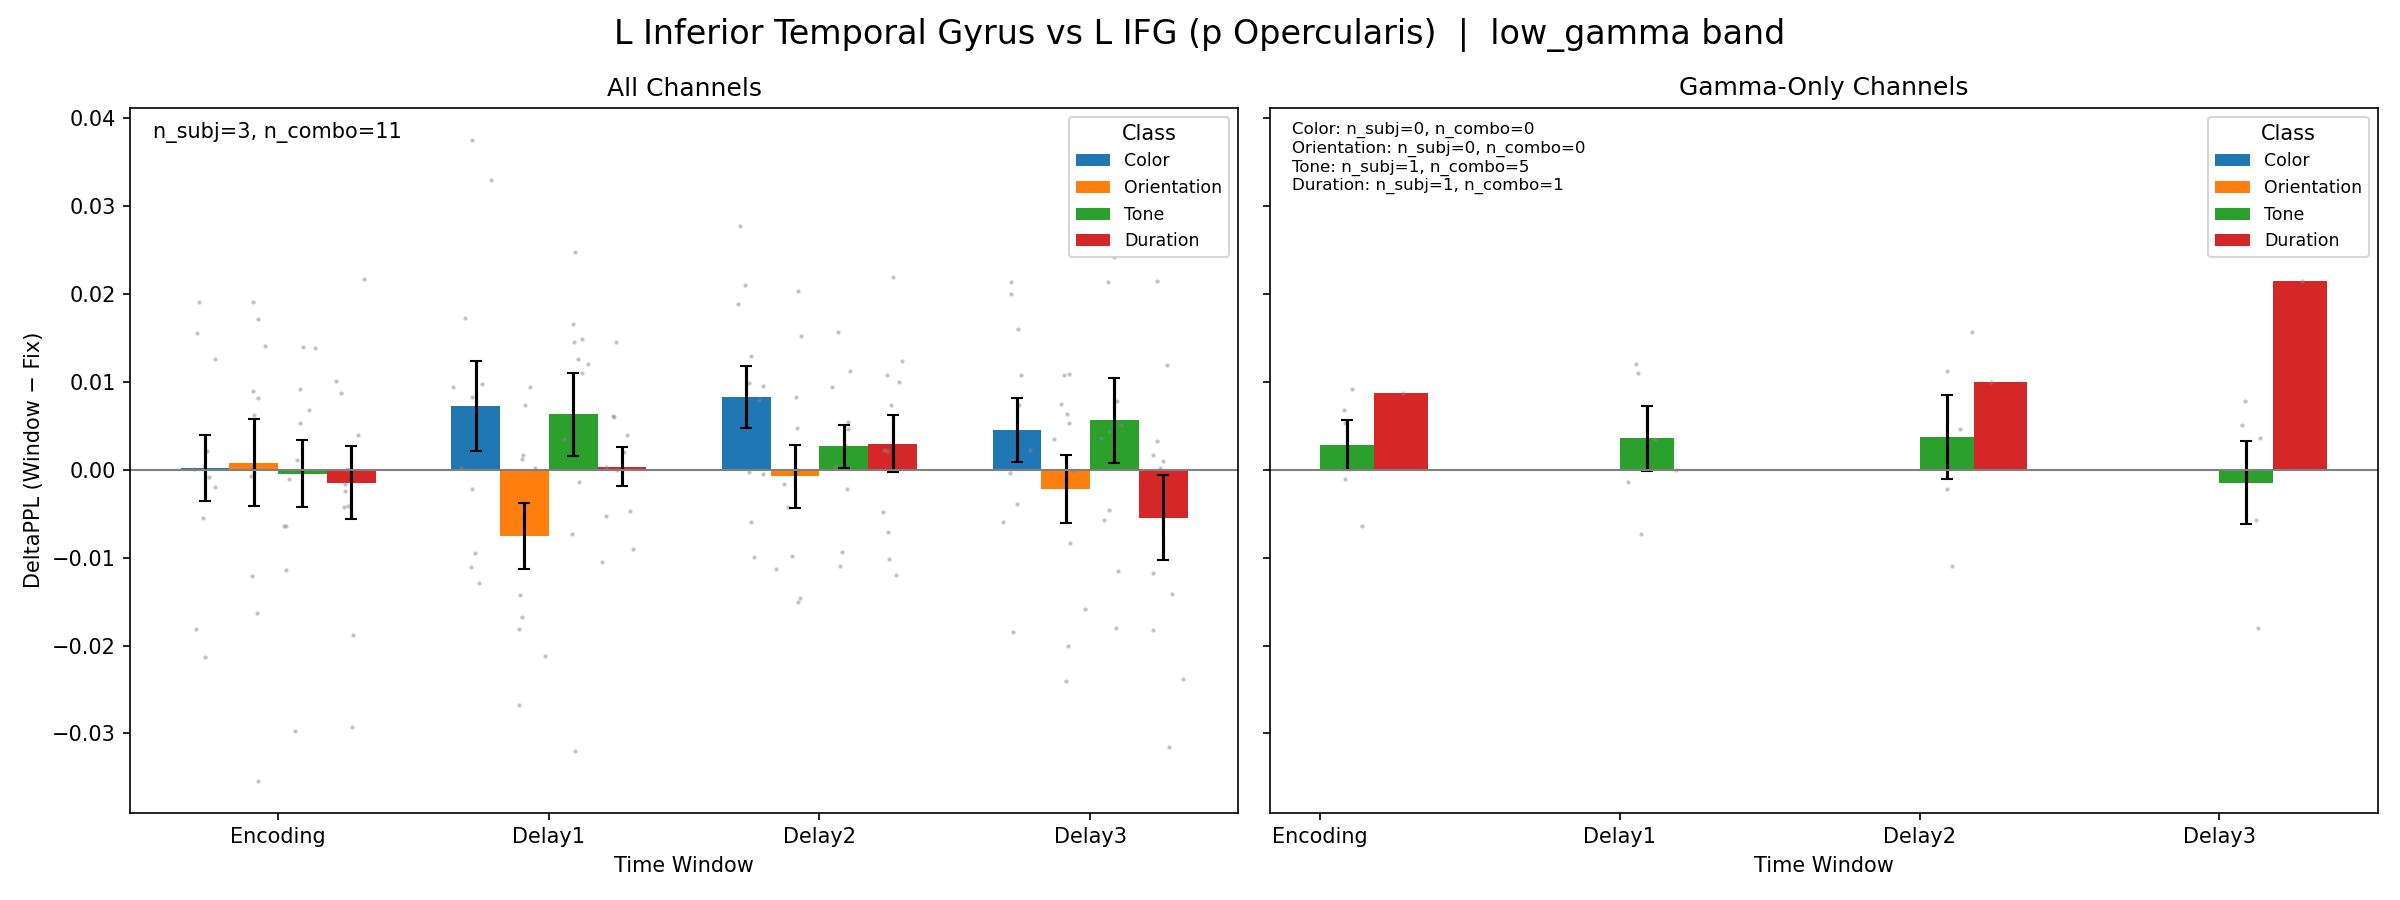 L Inferior Temporal Gyrus vs L IFG (p Opercularis) | low_gamma band
All Channels
n_subj=3, n_combo=11
Class
Color
Orientation
Tone
Duration
0.04
0.03
0.02
0.01
0.00
−0.01
−0.02
−0.03
DeltaPPL (Window − Fix)
Encoding
Delay1
Delay2
Delay3
Time Window
Gamma-Only Channels
Color: n_subj=0, n_combo=0
Orientation: n_subj=0, n_combo=0
Tone: n_subj=1, n_combo=5
Duration: n_subj=1, n_combo=1
Class
Color
Orientation
Tone
Duration
Encoding
Delay1
Delay2
Delay3
Time Window